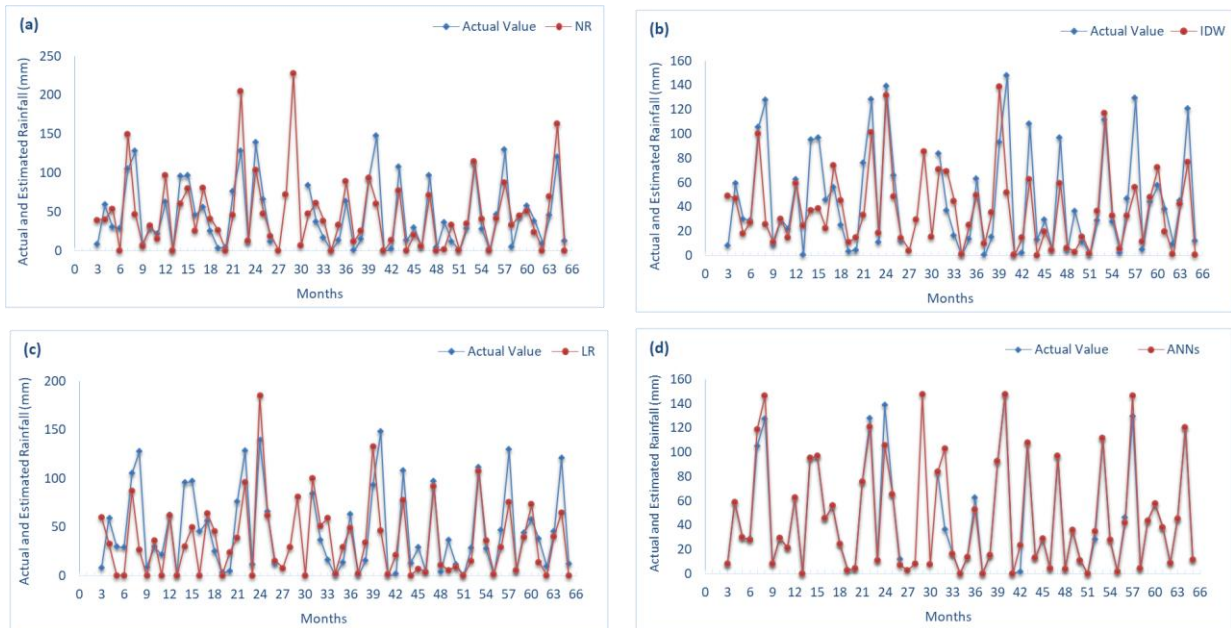 (a)
Actual Value NR
Actual and Estimated Rainfall (mm)
250
200
150
100
50
0
0 3 6 9 12 15 18 21 24 27 30 33 36 39 42 45 48 51 54 57 60 63 66
Months
(b)
Actual Value IDW
Actual and Estimated Rainfall (mm)
160
140
120
100
80
60
40
20
0
0 3 6 9 12 15 18 21 24 27 30 33 36 39 42 45 48 51 54 57 60 63 66
Months
(c)
Actual Value LR
Actual and Estimated Rainfall (mm)
200
150
100
50
0
0 3 6 9 12 15 18 21 24 27 30 33 36 39 42 45 48 51 54 57 60 63 66
Months
(d)
Actual Value ANNs
Actual and Estimated Rainfall (mm)
160
140
120
100
80
60
40
20
0
0 3 6 9 12 15 18 21 24 27 30 33 36 39 42 45 48 51 54 57 60 63 66
Months